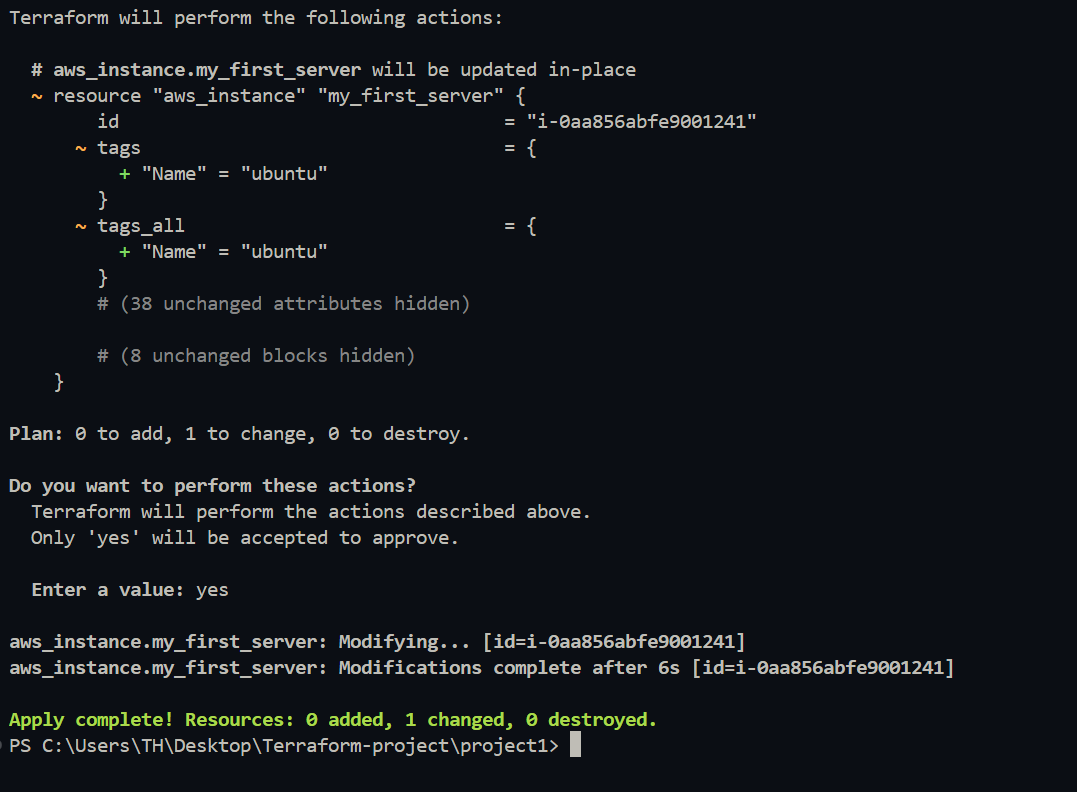 Terraform will perform the following actions:
# aws_instance.my_first_server will be updated in-place
~ resource "aws_instance" "my_first_server" {
id = "i-0aa856abfe9001241"
~ tags = {
+ "Name" = "ubuntu"
}
~ tags_all = {
+ "Name" = "ubuntu"
}
# (38 unchanged attributes hidden)
# (8 unchanged blocks hidden)
}
Plan: 0 to add, 1 to change, 0 to destroy.
Do you want to perform these actions?
Terraform will perform the actions described above.
Only 'yes' will be accepted to approve.
Enter a value: yes
aws_instance.my_first_server: Modifying... [id=i-0aa856abfe9001241]
aws_instance.my_first_server: Modifications complete after 6s [id=i-0aa856abfe9001241]
Apply complete! Resources: 0 added, 1 changed, 0 destroyed.
PS C:\Users\TH\Desktop\Terraform-project\project1>